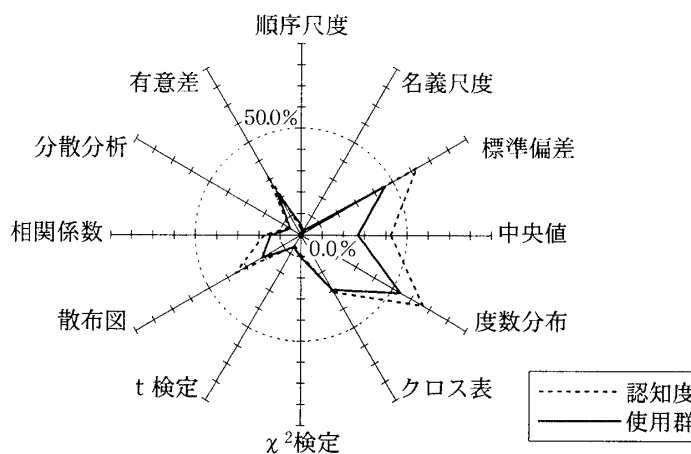 順序尺度
有意差
名義尺度
50.0%
分散分析
標準偏差
相関係数
中央値
0.0%
散布図
度数分布
t 検定
クロス表
χ²検定
認知度
使用群